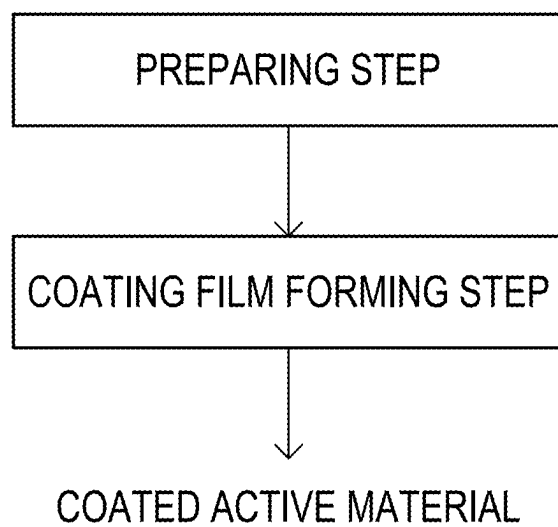 PREPARING STEP
COATING FILM FORMING STEP
COATED ACTIVE MATERIAL